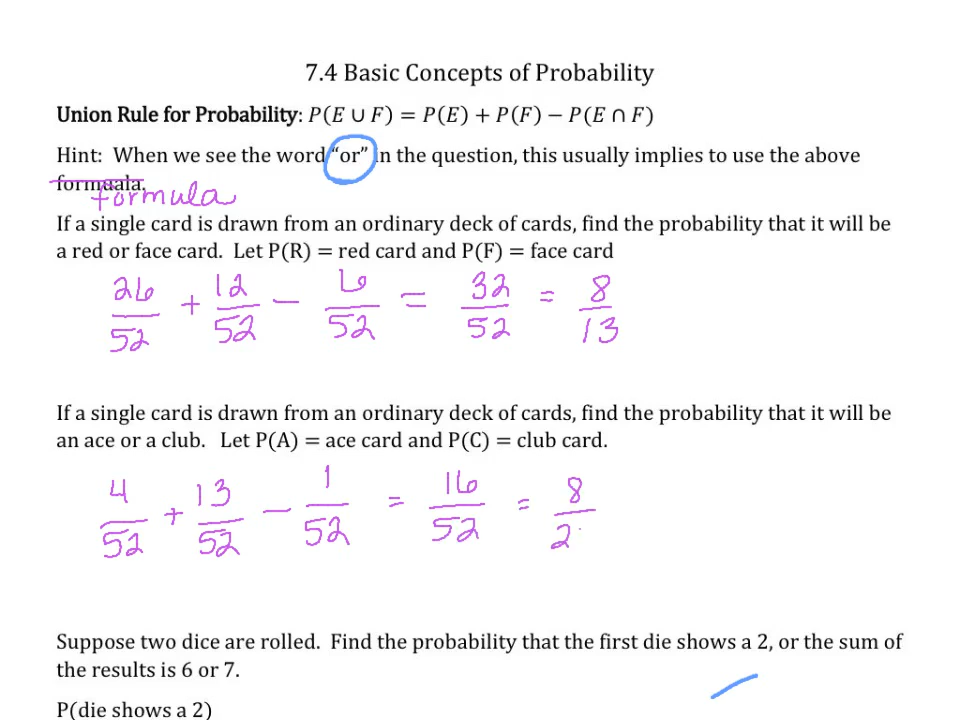 7.4 Basic Concepts of Probability
Union Rule for Probability: P(E ∪ F) = P(E) + P(F) − P(E ∩ F)
Hint: When we see the word “or” in the question, this usually implies to use the above
formuala.
formula
If a single card is drawn from an ordinary deck of cards, find the probability that it will be
a red or face card. Let P(R) = red card and P(F) = face card
26/52 + 12/52 − 6/52 = 32/52 = 8/13
If a single card is drawn from an ordinary deck of cards, find the probability that it will be
an ace or a club. Let P(A) = ace card and P(C) = club card.
4/52 + 13/52 − 1/52 = 16/52 = 8/2
Suppose two dice are rolled. Find the probability that the first die shows a 2, or the sum of
the results is 6 or 7.
P(die shows a 2)